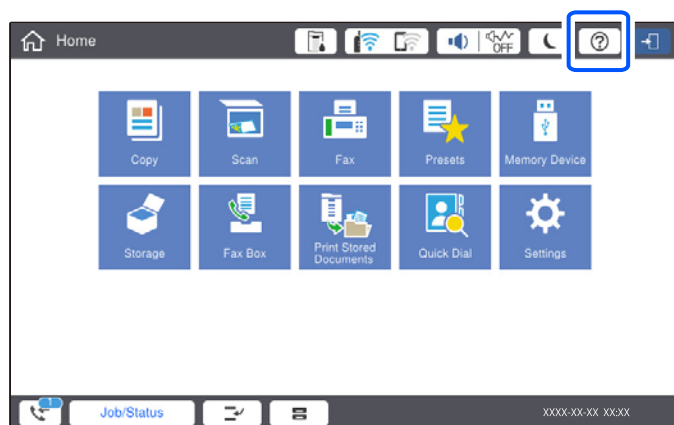 Home
OFF
?
Copy
Scan
Fax
Presets
Memory Device
Storage
Fax Box
Print Stored
Documents
Quick Dial
Settings
1
Job/Status
XXXX-XX-XX XX:XX